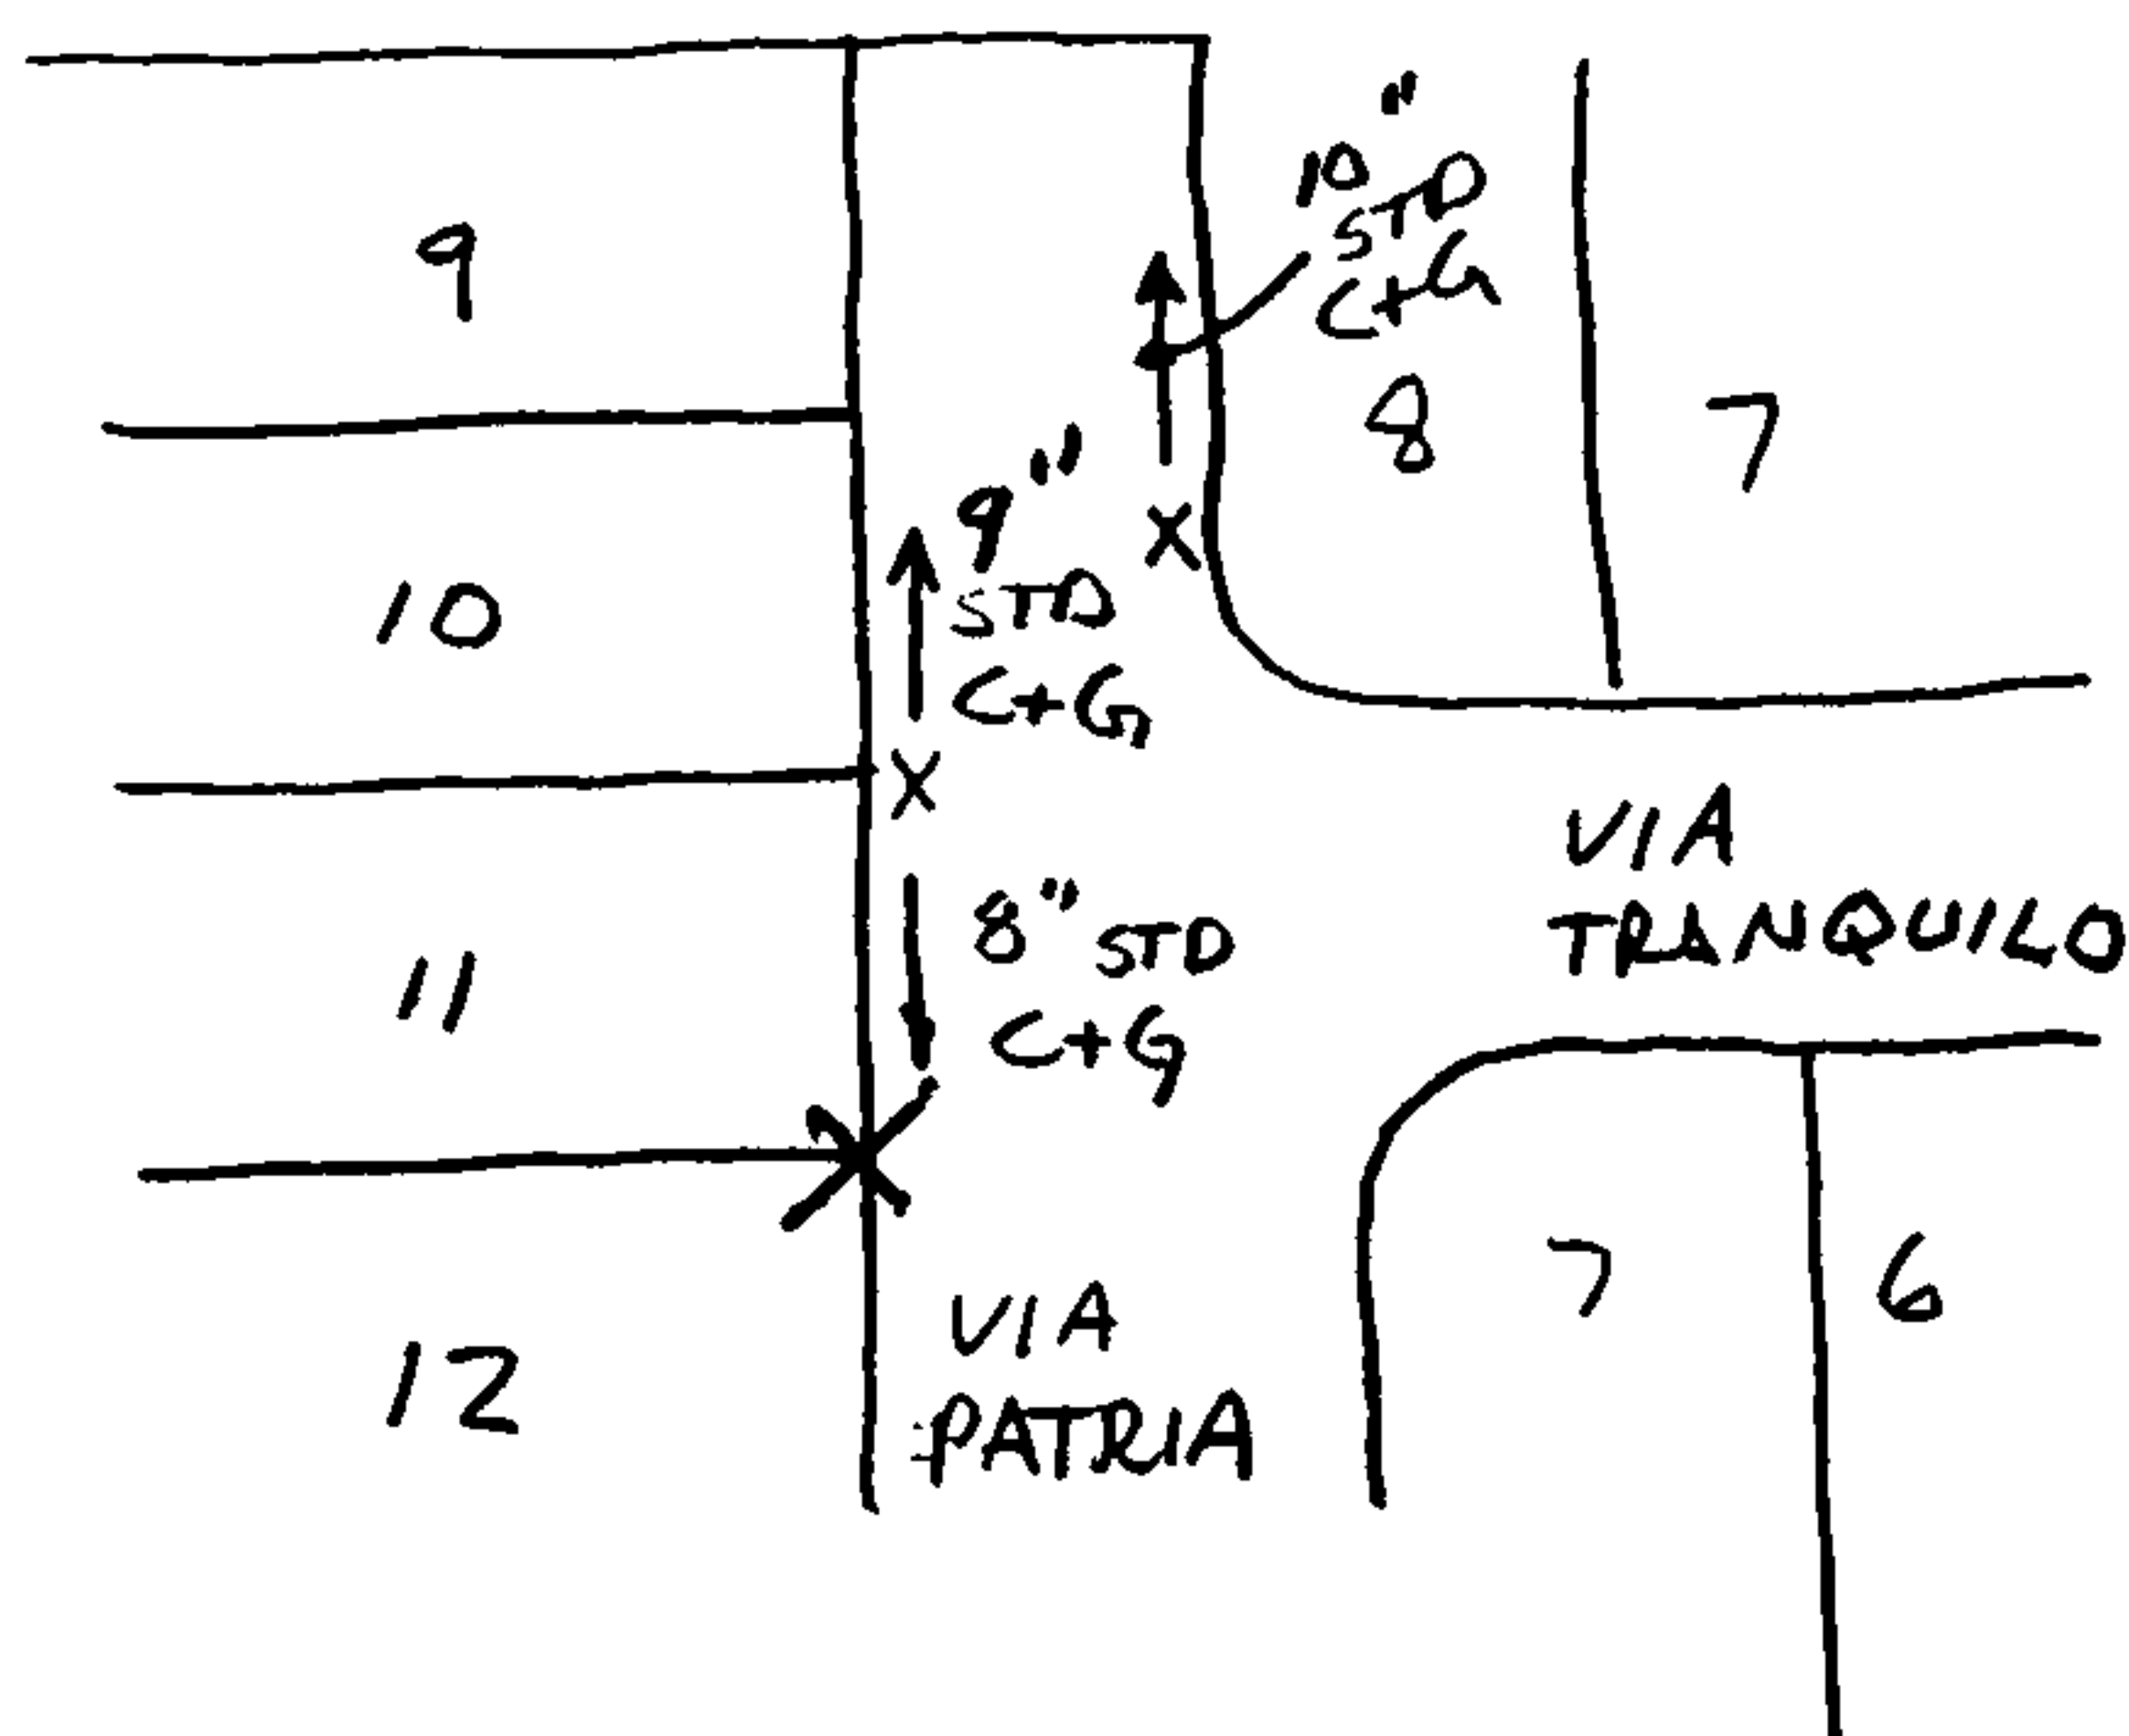 9
10"
STD
C+G
8
7
9"
STD
C+G
X
10
X
11
8" STD
C+G
VIA
TRANQUILO
12
VIA
PATRIA
7
6